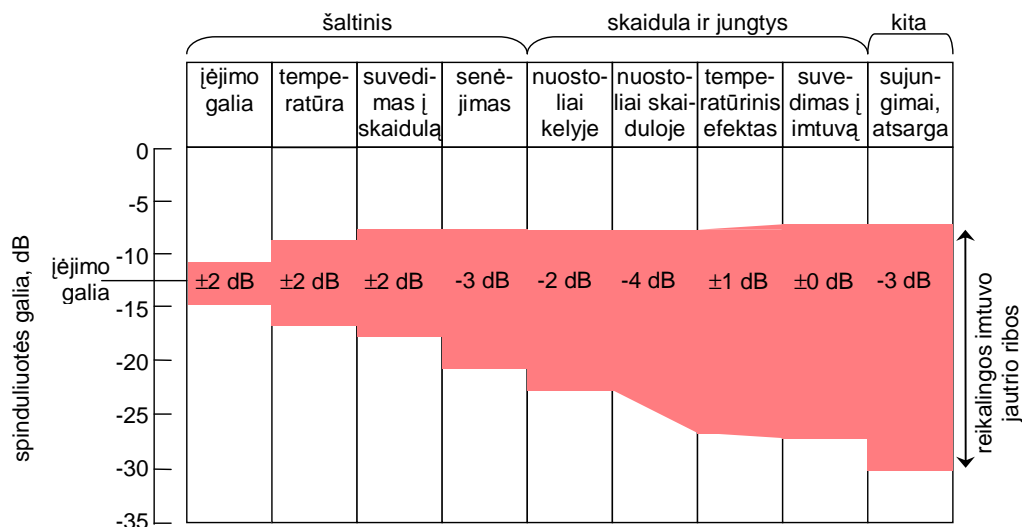 šaltinis
skaidula ir jungtys
kita
įėjimo
galia
tempe-
ratūra
suvedi-
mas į
skaidulą
senė-
jimas
nuosto-
liai
kelyje
nuosto-
liai skai-
duloje
tempe-
ratūrinis
efektas
suve-
dimas į
imtuvą
sujun-
gimai,
atsarga
spinduliuotės galia, dB
0
-5
-10
-15
-20
-25
-30
-35
įėjimo
galia
±2 dB
±2 dB
±2 dB
-3 dB
-2 dB
-4 dB
±1 dB
±0 dB
-3 dB
reikalingos imtuvo
jautrio ribos